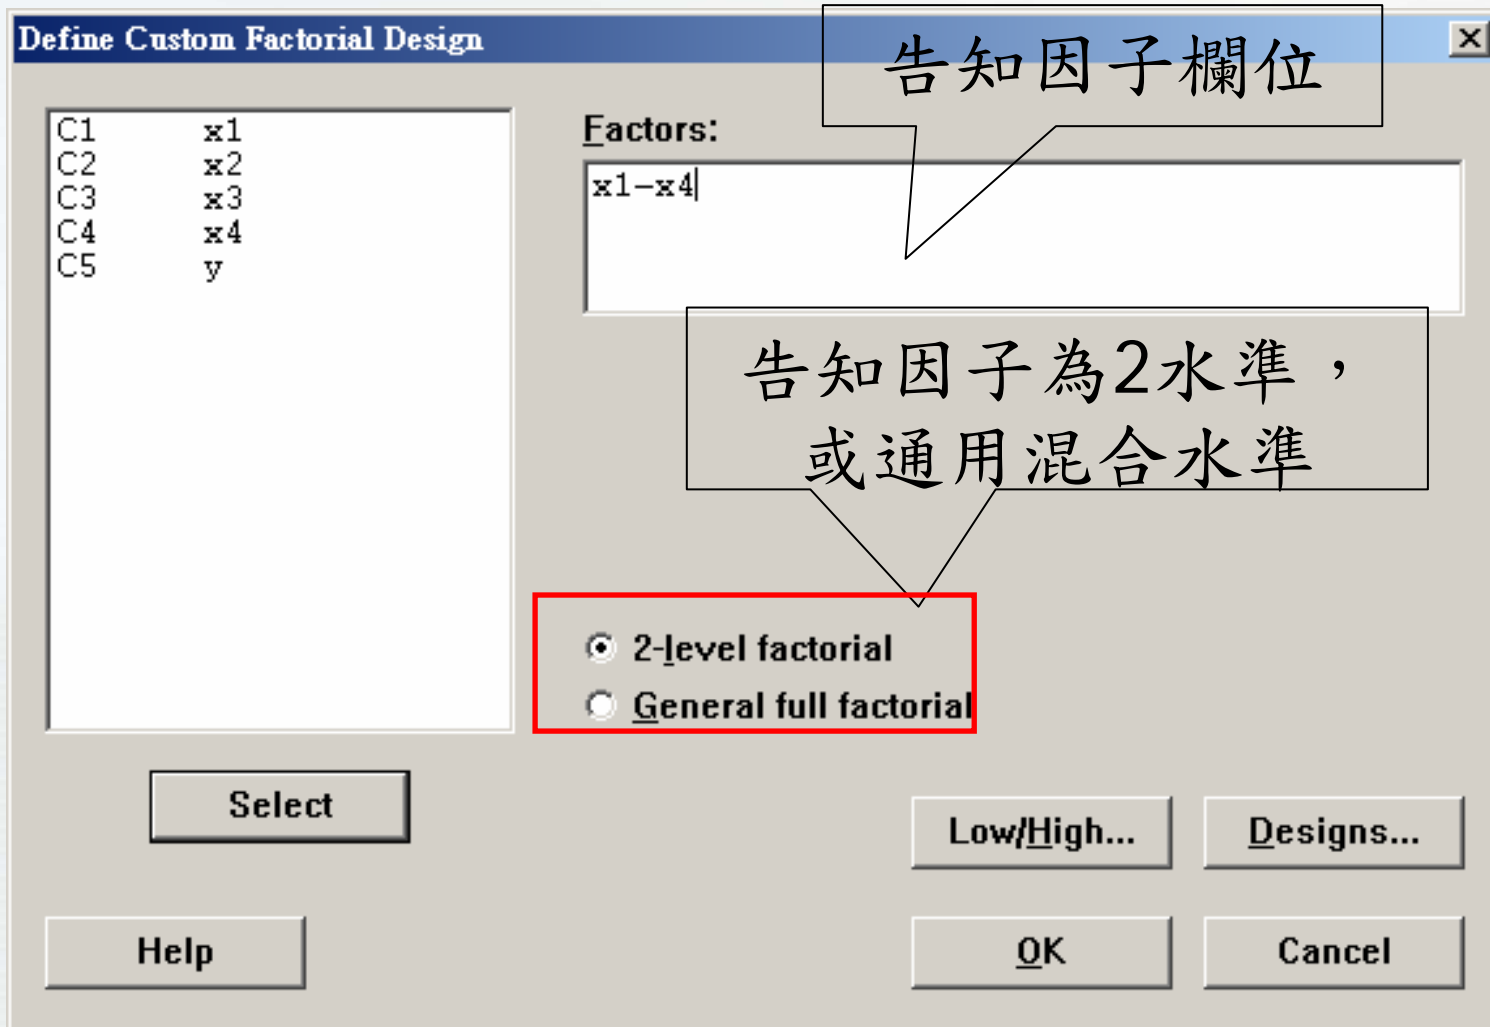 Define Custom Factorial Design
告知因子欄位
C1 x1
C2 x2
C3 x3
C4 x4
C5 y
Factors:
x1-x4
告知因子為2水準，
或通用混合水準
2-level factorial
General full factorial
Select
Low/High...
Designs...
Help
OK
Cancel